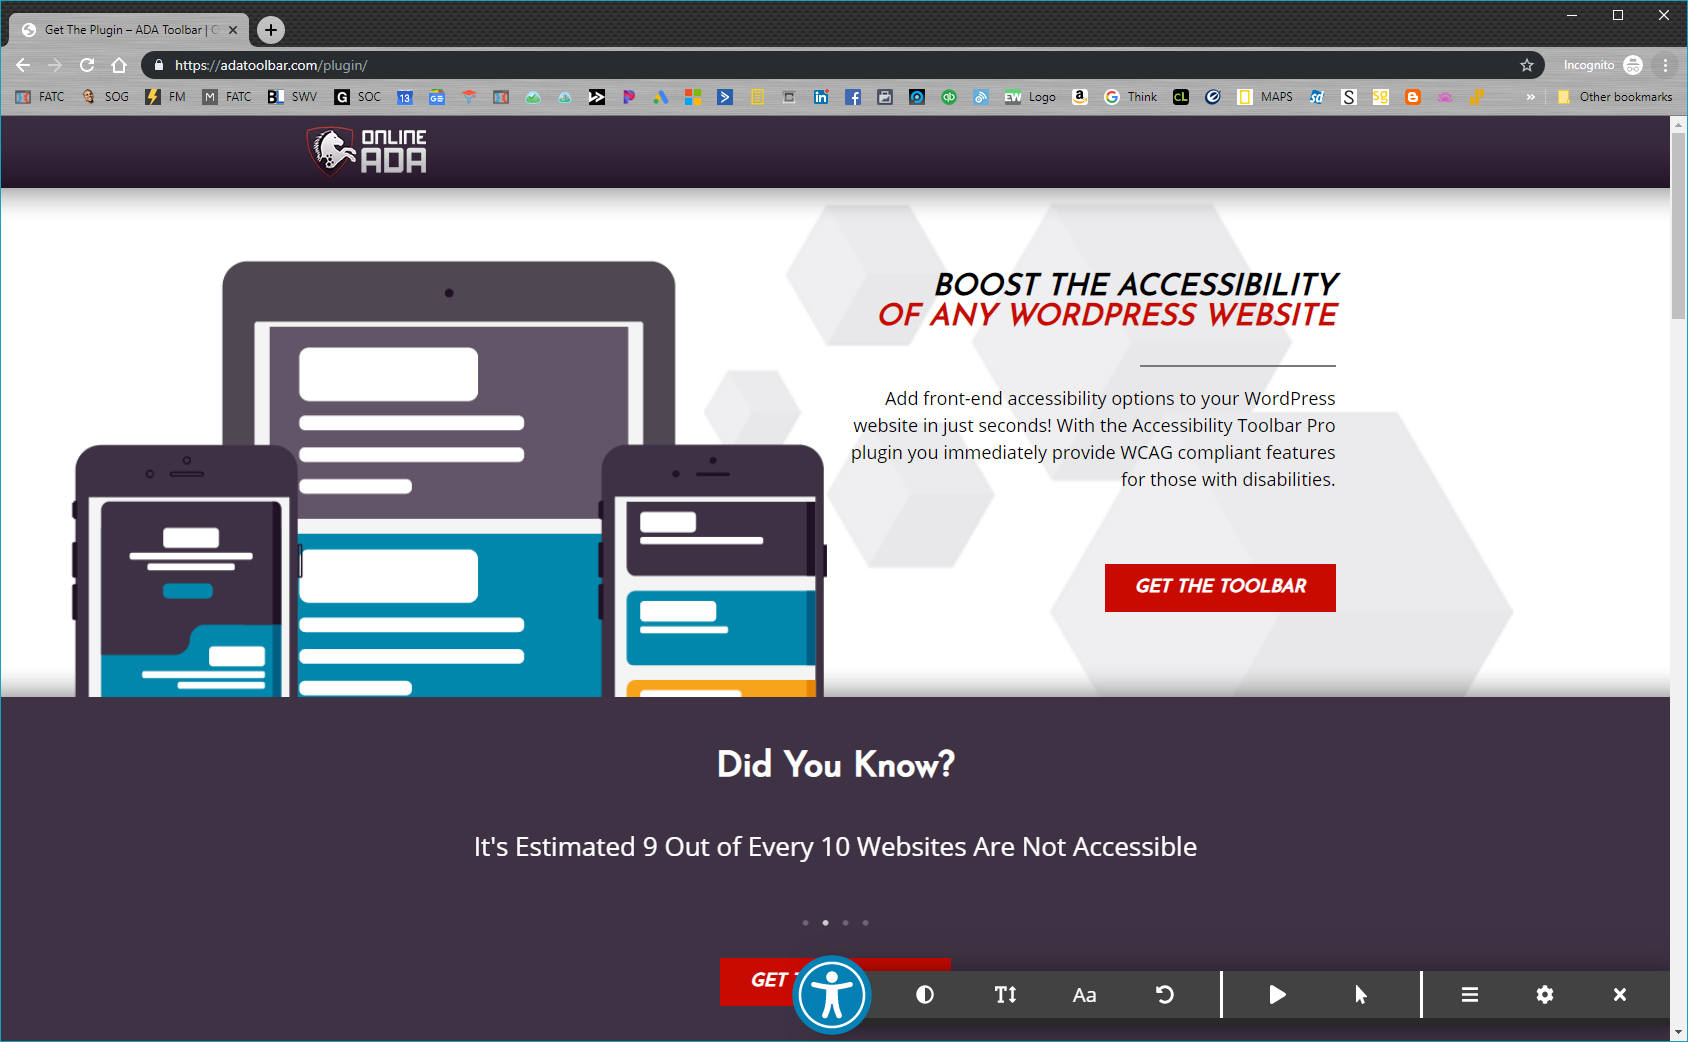 Get The Plugin – ADA Toolbar |
https://adatoolbar.com/plugin/
Incognito
FATC SOG FM FATC SWV SOC Logo Think MAPS » Other bookmarks
ONLINE
ADA
BOOST THE ACCESSIBILITY
OF ANY WORDPRESS WEBSITE
Add front-end accessibility options to your WordPress
website in just seconds! With the Accessibility Toolbar Pro
plugin you immediately provide WCAG compliant features
for those with disabilities.
GET THE TOOLBAR
Did You Know?
It's Estimated 9 Out of Every 10 Websites Are Not Accessible
GET
Aa